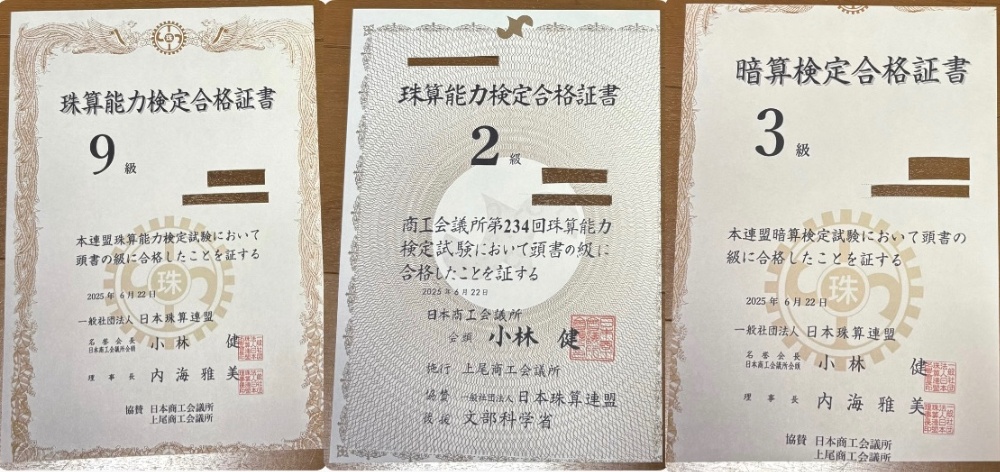 珠算能力検定合格証書
9級
本連盟珠算能力検定試験において
頭書の級に合格したことを証する
2025年 6月22日
一般社団法人 日本珠算連盟
名誉会長
日本商工会議所会頭
小林 健
理事長 内海雅美
協賛 日本商工会議所
上尾商工会議所
珠算能力検定合格証書
2級
商工会議所第234回珠算能力
検定試験において頭書の級に
合格したことを証する
2025年 6月22日
日本商工会議所
会頭 小林 健
施行 上尾商工会議所
協賛 一般社団法人 日本珠算連盟
後援 文部科学省
暗算検定合格証書
3級
本連盟暗算検定試験において頭書の
級に合格したことを証する
2025年 6月22日
一般社団法人 日本珠算連盟
名誉会長
日本商工会議所会頭
小林 健
理事長 内海雅美
協賛 日本商工会議所
上尾商工会議所
珠
珠